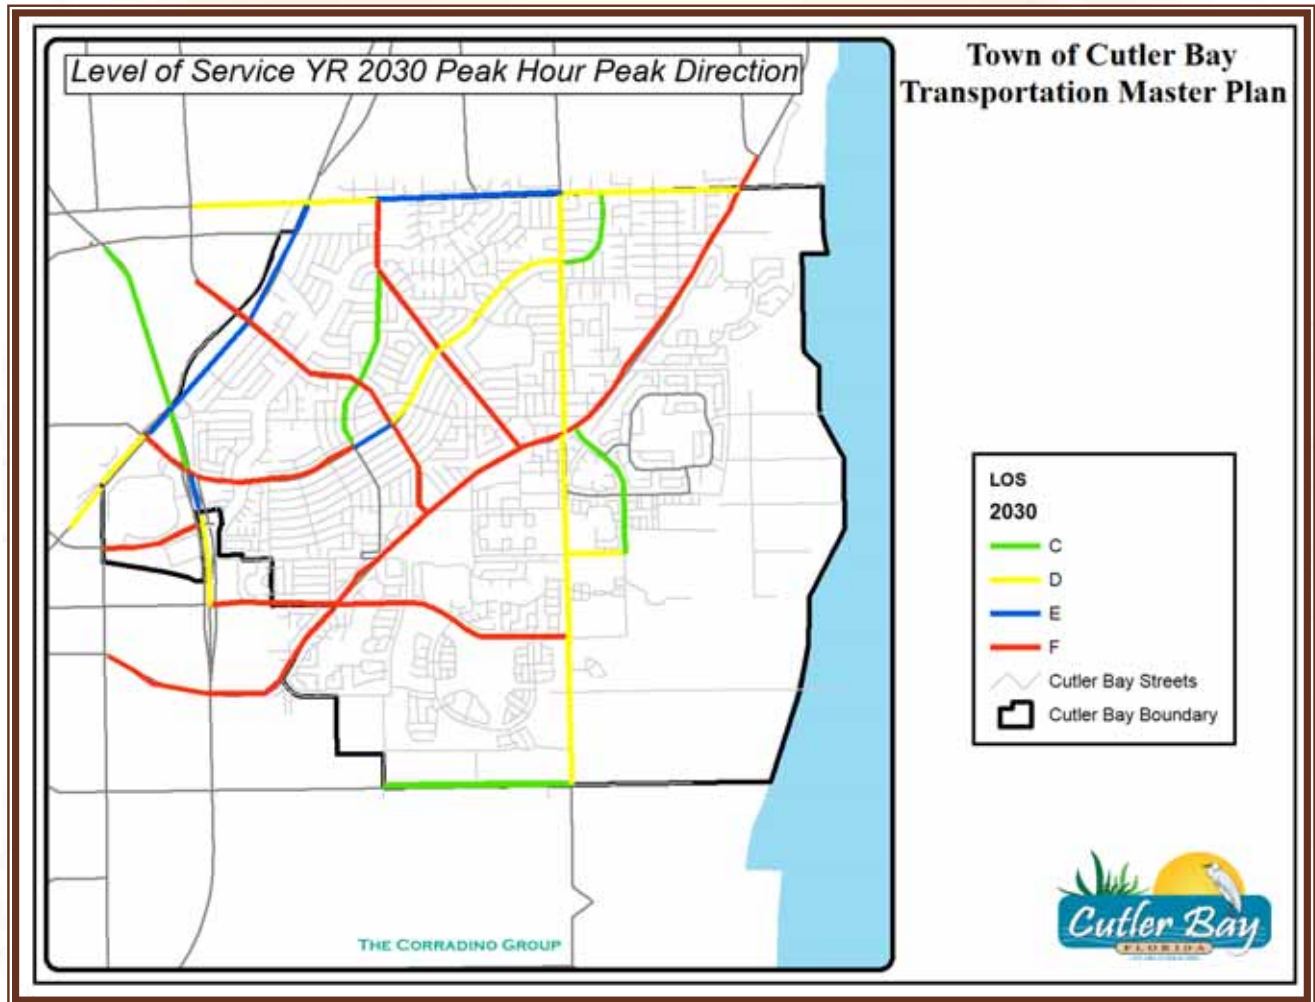 Level of Service YR 2030 Peak Hour Peak Direction
Town of Cutler Bay
Transportation Master Plan
LOS
2030
C
D
E
F
Cutler Bay Streets
Cutler Bay Boundary
THE CORRADINO GROUP
Cutler Bay
FLORIDA